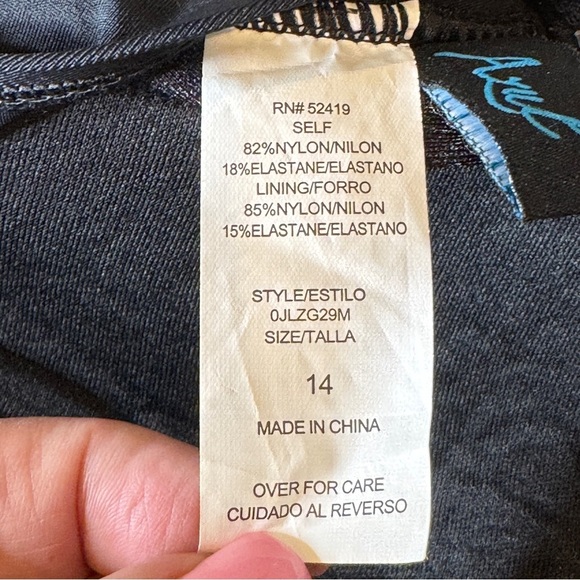 RN# 52419
SELF
82%NYLON/NILON
18%ELASTANE/ELASTANO
LINING/FORRO
85%NYLON/NILON
15%ELASTANE/ELASTANO
STYLE/ESTILO
0JLZG29M
SIZE/TALLA
14
MADE IN CHINA
OVER FOR CARE
CUIDADO AL REVERSO